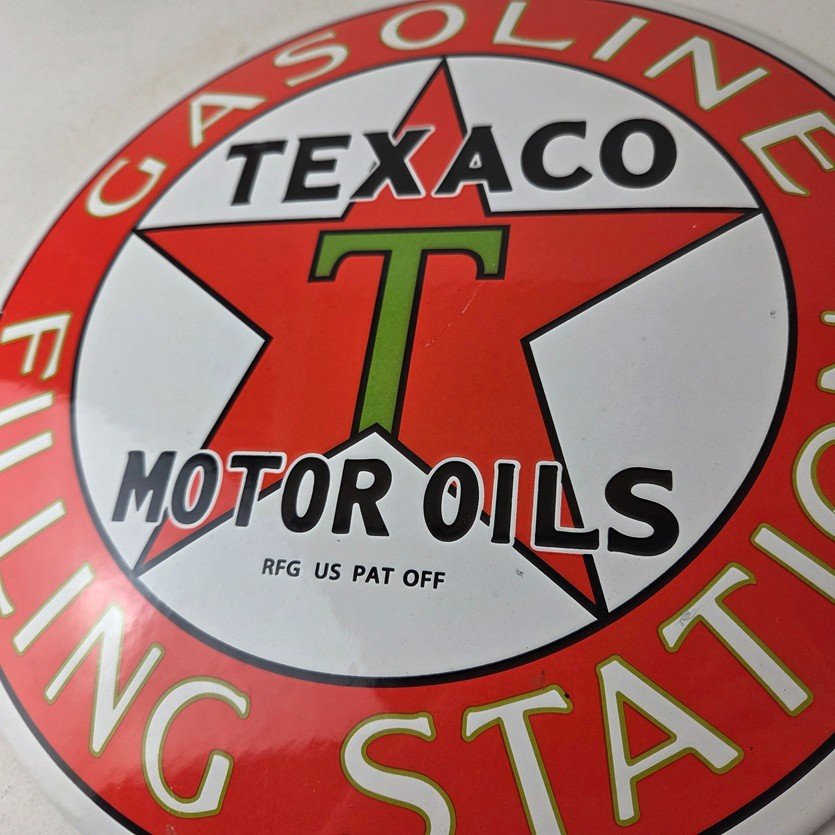 GASOLINE
TEXACO
T
MOTOR OILS
RFG US PAT OFF
FILLING STATION